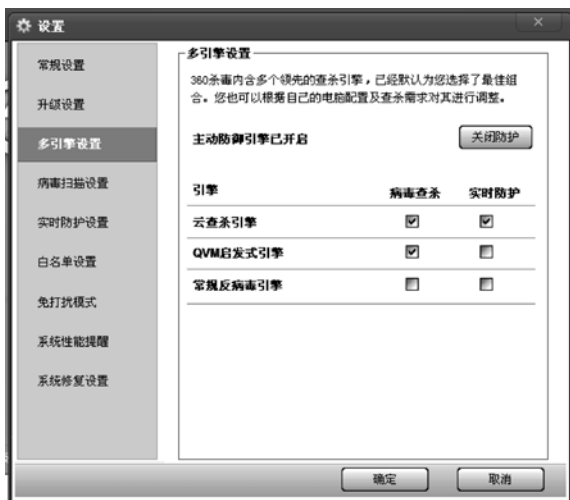 设置
常规设置
升级设置
多引擎设置
病毒扫描设置
实时防护设置
白名单设置
免打扰模式
系统性能提醒
系统修复设置
多引擎设置
360杀毒内含多个领先的查杀引擎，已经默认为您选择了最佳组
合。您也可以根据自己的电脑配置及查杀需求对其进行调整。
主动防御引擎已开启 关闭防护
引擎 病毒查杀 实时防护
云查杀引擎
QVM启发式引擎
常规反病毒引擎
确定 取消